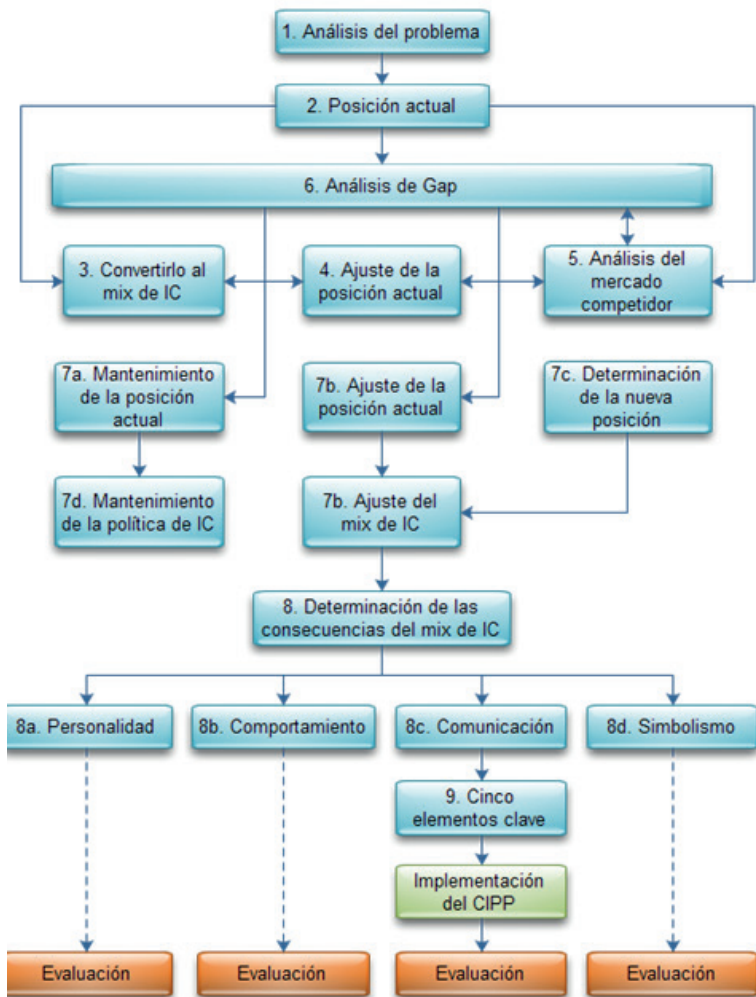 1. Análisis del problema
2. Posición actual
6. Análisis de Gap
3. Convertirlo al
mix de IC
4. Ajuste de la
posición actual
5. Análisis del
mercado
competidor
7a. Mantenimiento
de la posición
actual
7b. Ajuste de la
posición actual
7c. Determinación
de la nueva
posición
7d. Mantenimiento
de la política de IC
7b. Ajuste del
mix de IC
8. Determinación de las
consecuencias del mix de IC
8a. Personalidad
8b. Comportamiento
8c. Comunicación
8d. Simbolismo
9. Cinco
elementos clave
Implementación
del CIPP
Evaluación
Evaluación
Evaluación
Evaluación